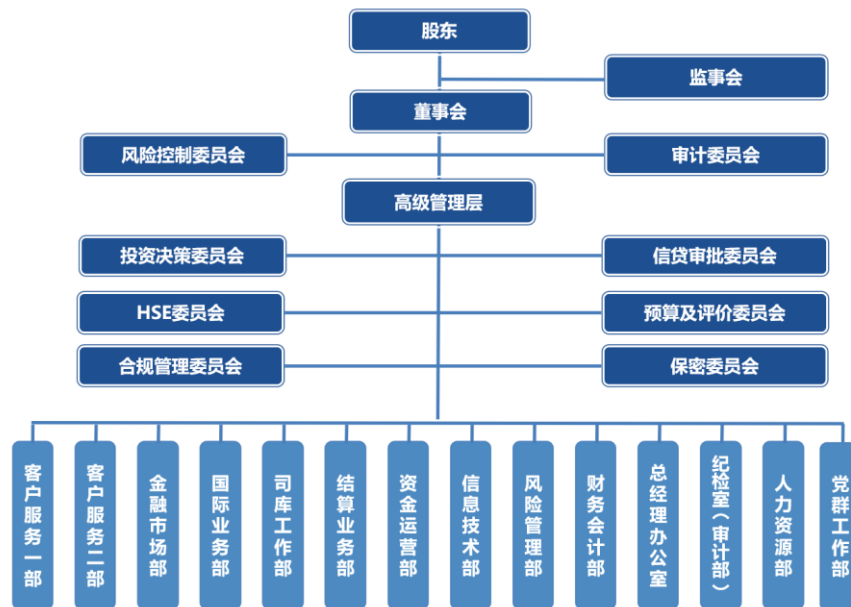 股东
监事会
董事会
风险控制委员会
审计委员会
高级管理层
投资决策委员会
信贷审批委员会
HSE委员会
预算及评价委员会
合规管理委员会
保密委员会
客户服务一部
客户服务二部
金融市场部
国际业务部
司库工作部
结算业务部
资金运营部
信息技术部
风险管理部
财务会计部
总经理办公室
纪检室（审计部）
人力资源部
党群工作部